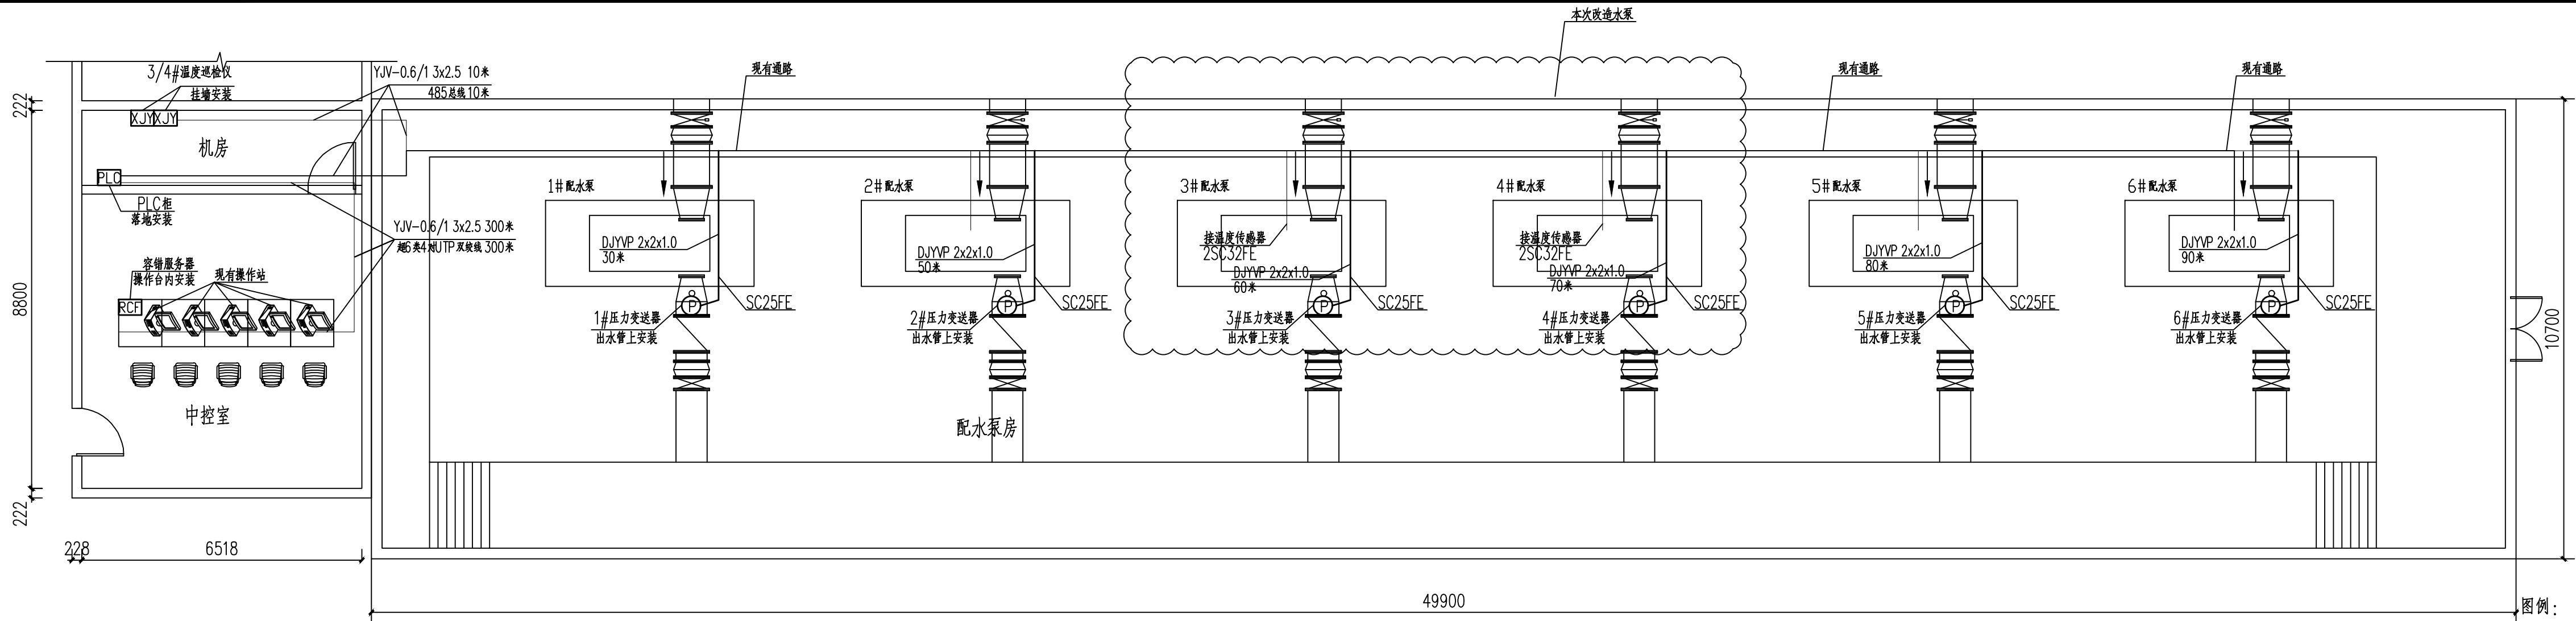 本次改造水泵
3/4#温度巡检仪
挂墙安装
YJV-0.6/1 3x2.5 10米
485总线10米
现有通路
现有通路
现有通路
222
XJY
XJY
机房
PLC
PLC柜
落地安装
YJV-0.6/1 3x2.5 300米
超6类4对UTP双绞线300米
容错服务器
操作台内安装
现有操作站
RCF
8800
中控室
222
228
6518
1#配水泵
2#配水泵
3#配水泵
4#配水泵
5#配水泵
6#配水泵
DJYVP 2x2x1.0
30米
DJYVP 2x2x1.0
50米
接温度传感器
2SC32FE
DJYVP 2x2x1.0
60米
接温度传感器
2SC32FE
DJYVP 2x2x1.0
70米
DJYVP 2x2x1.0
80米
DJYVP 2x2x1.0
90米
SC25FE
SC25FE
SC25FE
SC25FE
SC25FE
SC25FE
P
P
P
P
P
P
1#压力变送器
出水管上安装
2#压力变送器
出水管上安装
3#压力变送器
出水管上安装
4#压力变送器
出水管上安装
5#压力变送器
出水管上安装
6#压力变送器
出水管上安装
配水泵房
10700
49900
图例：